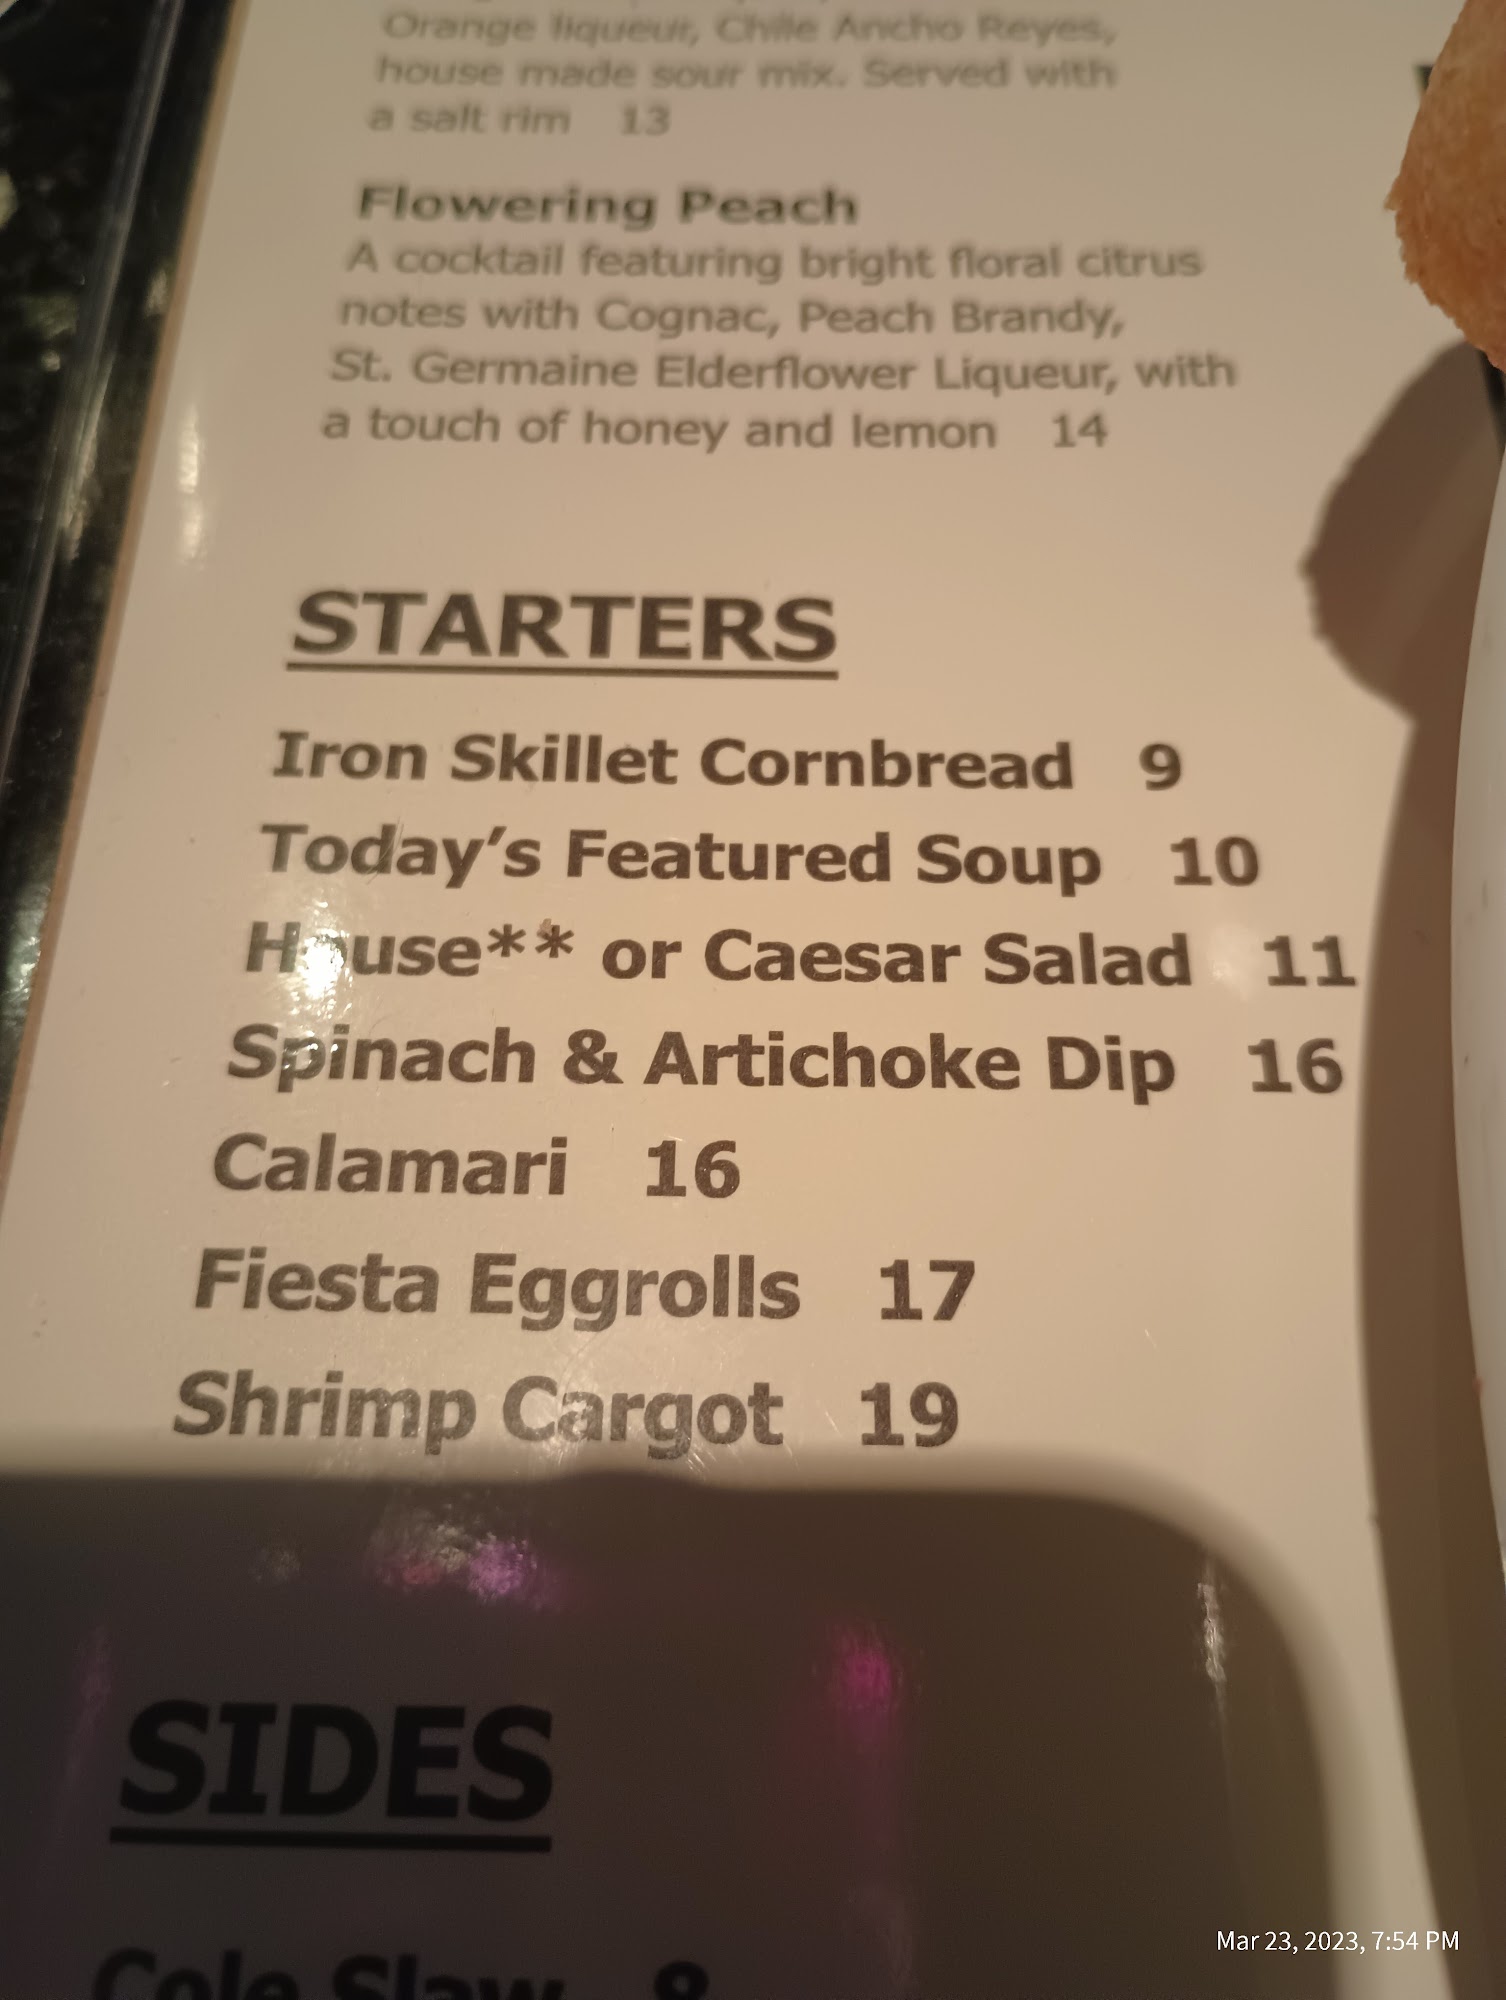 Orange liqueur, Chile Ancho Reyes,
house made sour mix. Served with
a salt rim 13
Flowering Peach
A cocktail featuring bright floral citrus
notes with Cognac, Peach Brandy,
St. Germaine Elderflower Liqueur, with
a touch of honey and lemon 14
STARTERS
Iron Skillet Cornbread 9
Today's Featured Soup 10
House** or Caesar Salad 11
Spinach & Artichoke Dip 16
Calamari 16
Fiesta Eggrolls 17
Shrimp Cargot 19
SIDES
Cole Slaw 8
Mar 23, 2023, 7:54 PM